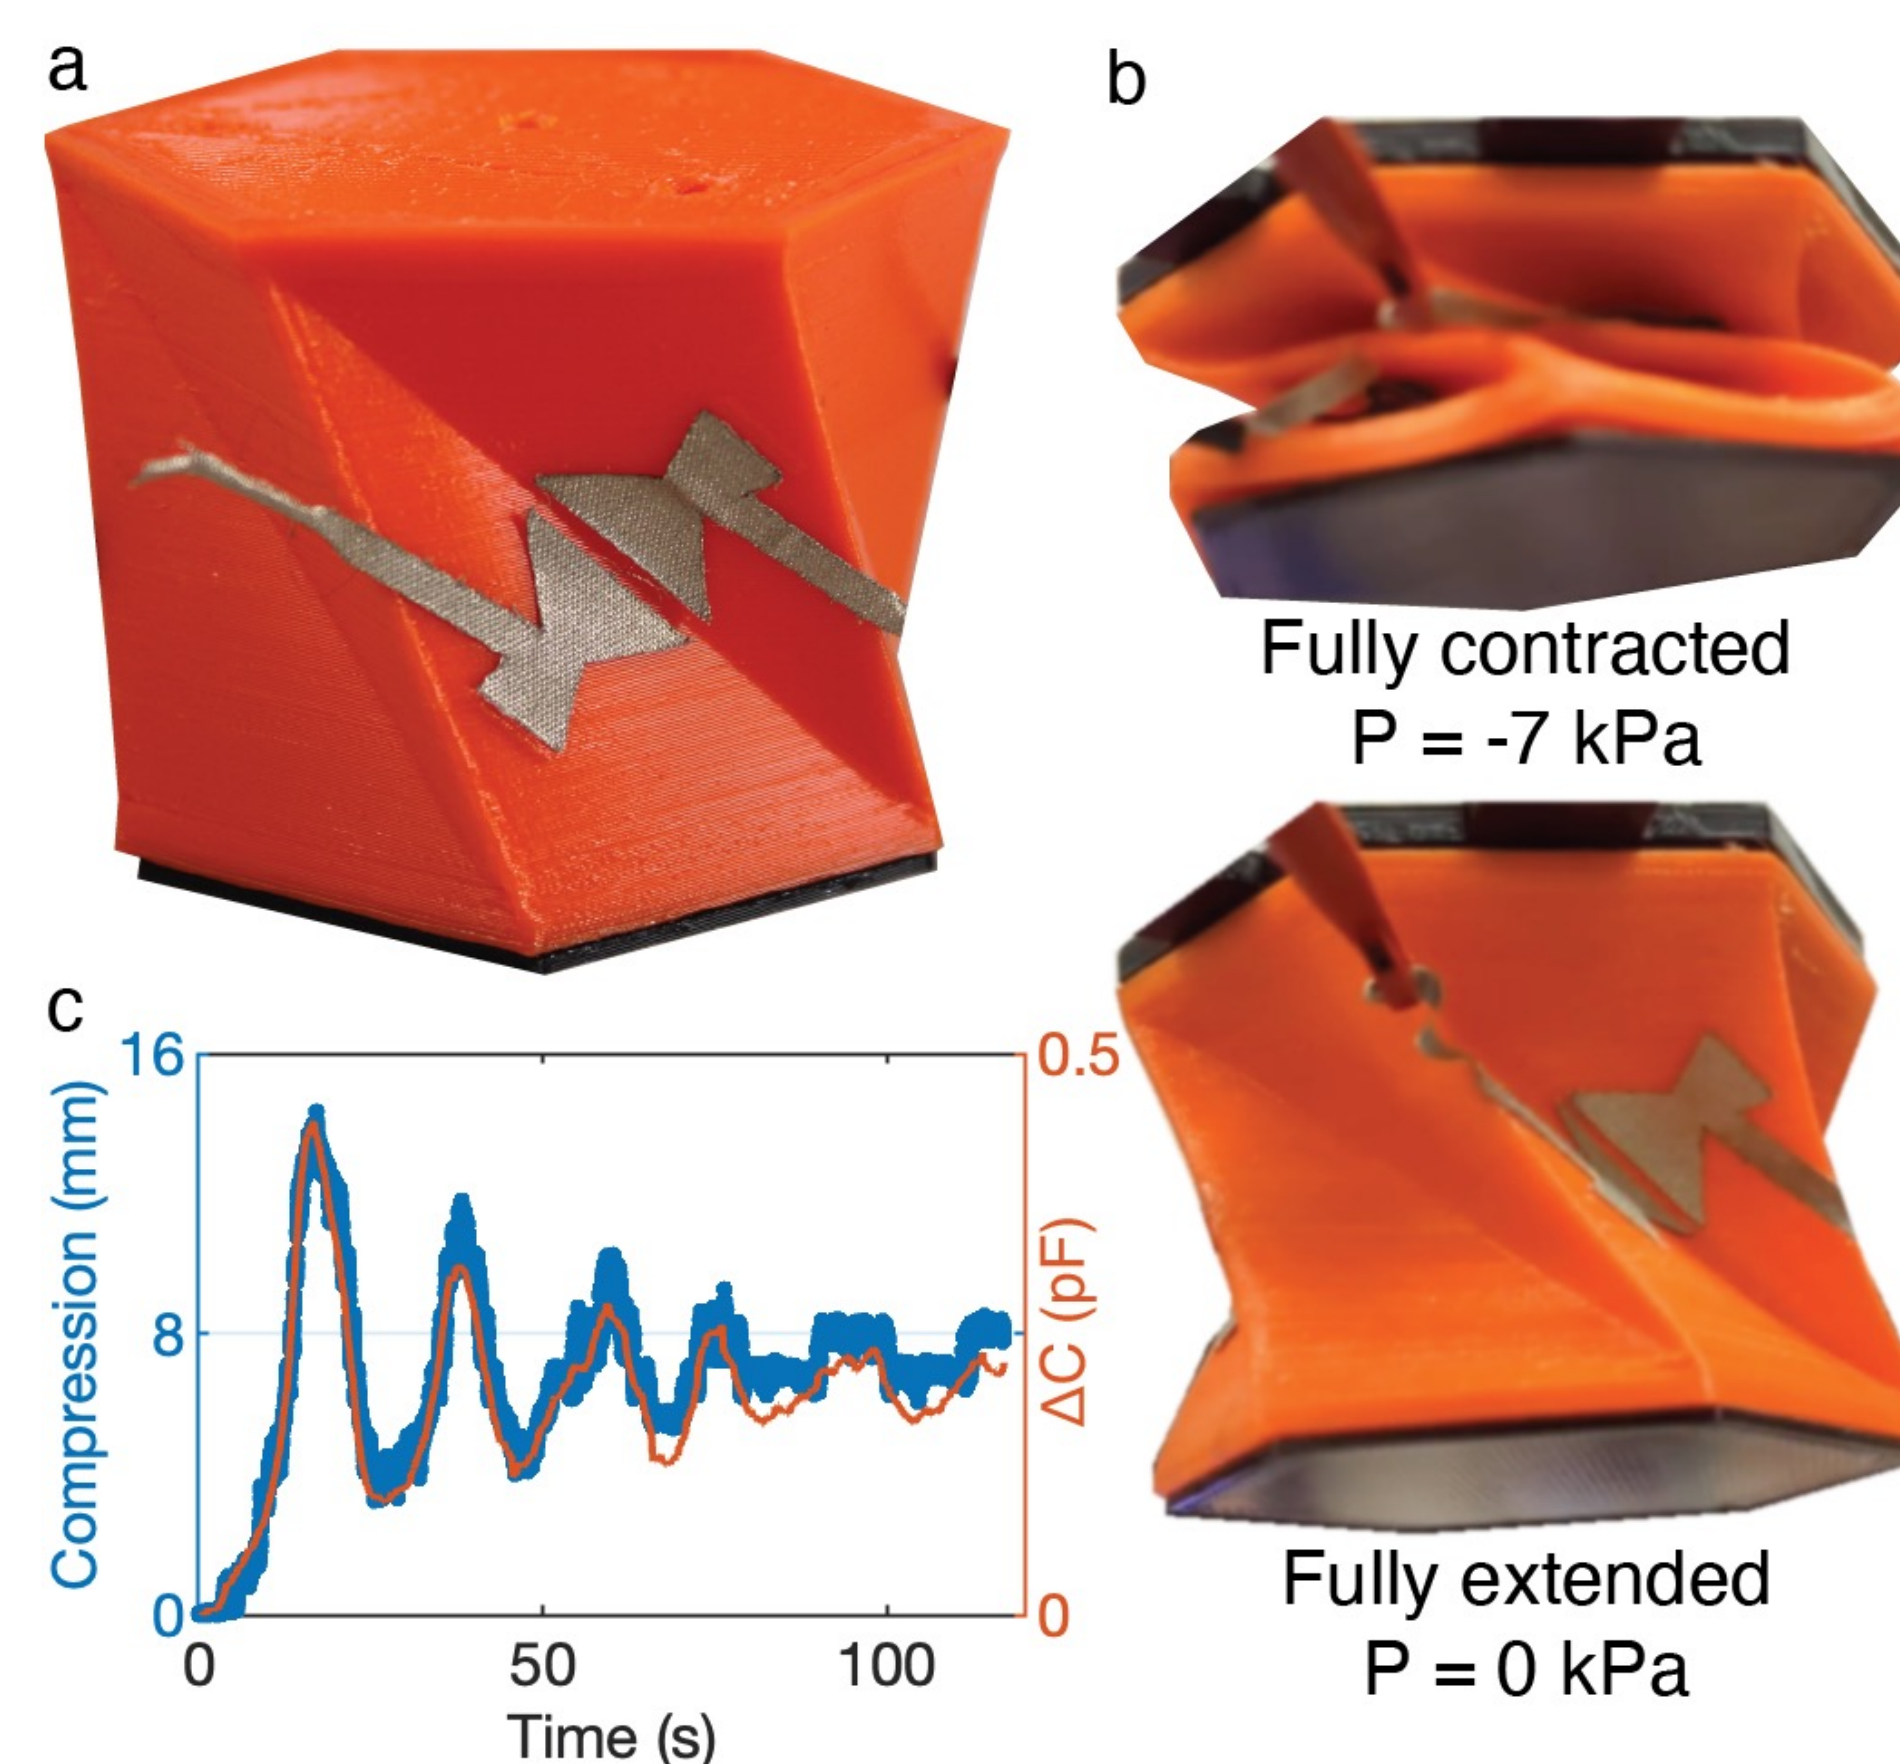 a
b
Fully contracted
P = -7 kPa
Fully extended
P = 0 kPa
c
16
8
0
Compression (mm)
0.5
0
ΔC (pF)
0
50
100
Time (s)